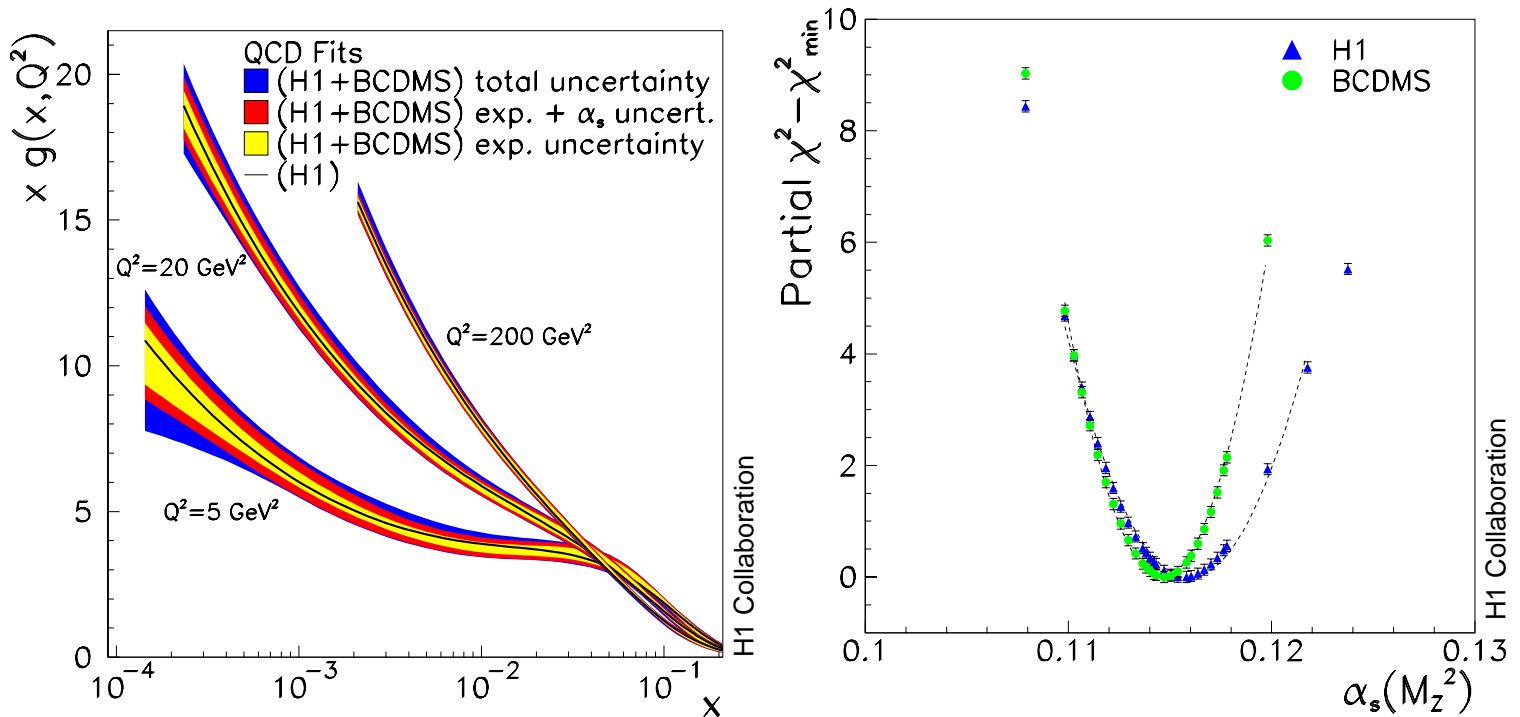 x g(x,Q²)
20
15
10
5
0
QCD Fits
(H1+BCDMS) total uncertainty
(H1+BCDMS) exp. + αₛ uncert.
(H1+BCDMS) exp. uncertainty
(H1)
Q²=20 GeV²
Q²=200 GeV²
Q²=5 GeV²
10⁻⁴ 10⁻³ 10⁻² 10⁻¹
x
H1 Collaboration
Partial χ²−χ²min
10
8
6
4
2
0
H1
BCDMS
0.1 0.11 0.12 0.13
αₛ(M_Z²)
H1 Collaboration